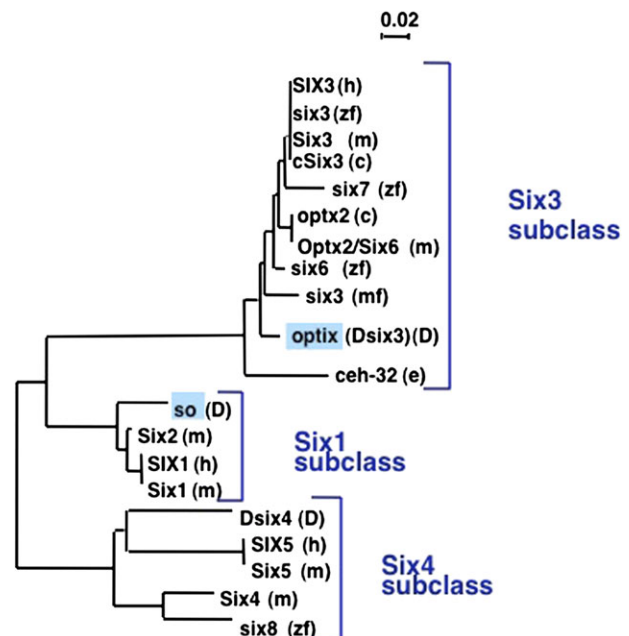 0.02
SIX3 (h)
six3 (zf)
Six3 (m)
cSix3 (c)
six7 (zf)
optx2 (c)
Optx2/Six6 (m)
six6 (zf)
six3 (mf)
optix (Dsix3)(D)
ceh-32 (e)
Six3
subclass
so (D)
Six2 (m)
SIX1 (h)
Six1 (m)
Six1
subclass
Dsix4 (D)
SIX5 (h)
Six5 (m)
Six4 (m)
six8 (zf)
Six4
subclass